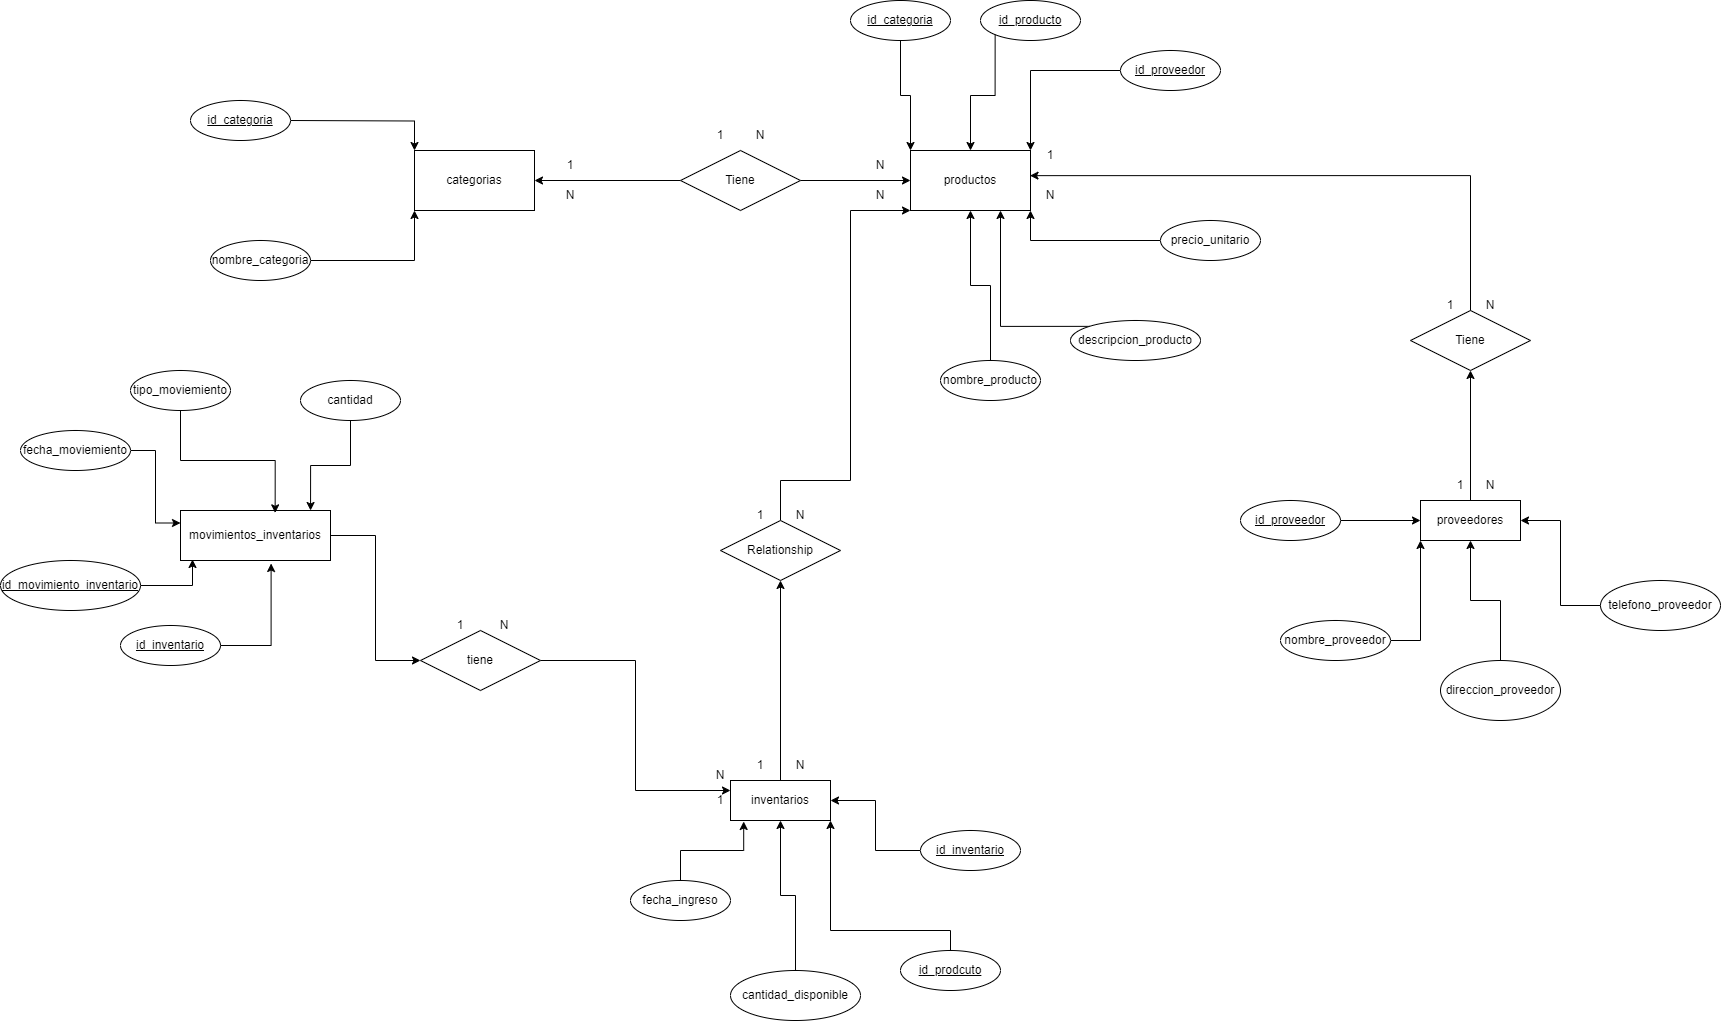 id_categoria
id_producto
id_proveedor
id_categoria
1
N
1
N
1
categorias
Tiene
productos
N
N
N
nombre_categoria
precio_unitario
1
N
Tiene
descripcion_producto
nombre_producto
tipo_moviemiento
cantidad
fecha_moviemiento
1
N
1
N
id_proveedor
proveedores
movimientos_inventarios
Relationship
id_movimiento_inventario
telefono_proveedor
1
N
id_inventario
nombre_proveedor
tiene
direccion_proveedor
1
N
N
1
inventarios
id_inventario
fecha_ingreso
id_prodcuto
cantidad_disponible